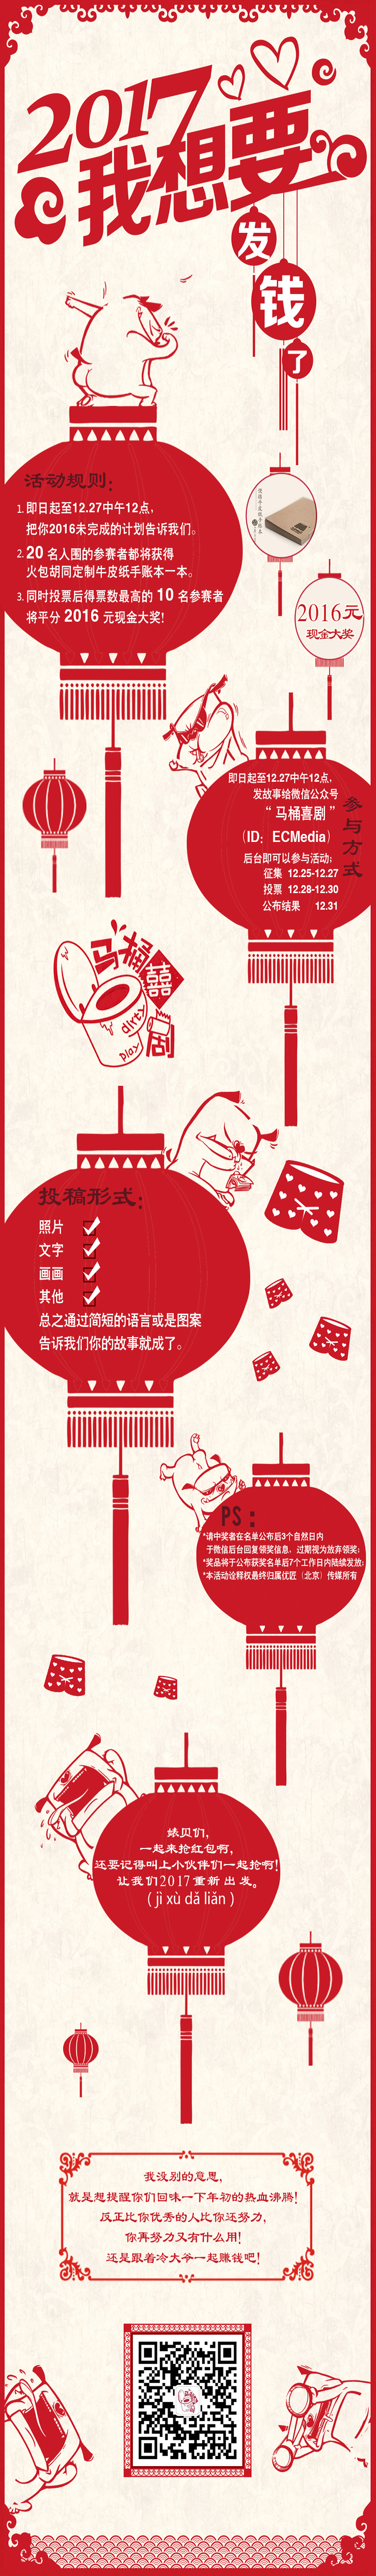 2017
我想要
发
钱
了
活动规则：
1. 即日起至12.27中午12点，
把你2016未完成的计划告诉我们。
2. 20 名入围的参赛者都将获得
火包胡同定制牛皮纸手账本一本。
3. 同时投票后得票数最高的 10 名参赛者
将平分 2016 元现金大奖！
2016元
现金大奖
参与方式
即日起至12.27中午12点，
发故事给微信公众号
“马桶喜剧”
（ID：ECMedia）
后台即可以参与活动；
征集 12.25-12.27
投票 12.28-12.30
公布结果 12.31
马桶囍剧
dirty
play
投稿形式：
照片
文字
画画
其他
总之通过简短的语言或是图案
告诉我们你的故事就成了。
PS：
*请中奖者在名单公布后3个自然日内
于微信后台回复领奖信息，过期视为放弃领奖；
*奖品将于公布获奖名单后7个工作日内陆续发放；
*本活动诠释权最终归属优匠（北京）传媒所有
婊贝们，
一起来抢红包啊，
还要记得叫上小伙伴们一起抢啊！
让我们2017重新出发。
（jì xù dǎ liǎn）
我没别的意思，
就是想提醒你们回味一下年初的热血沸腾！
反正比你优秀的人比你还努力，
你再努力又有什么用！
还是跟着冷大爷一起赚钱吧！